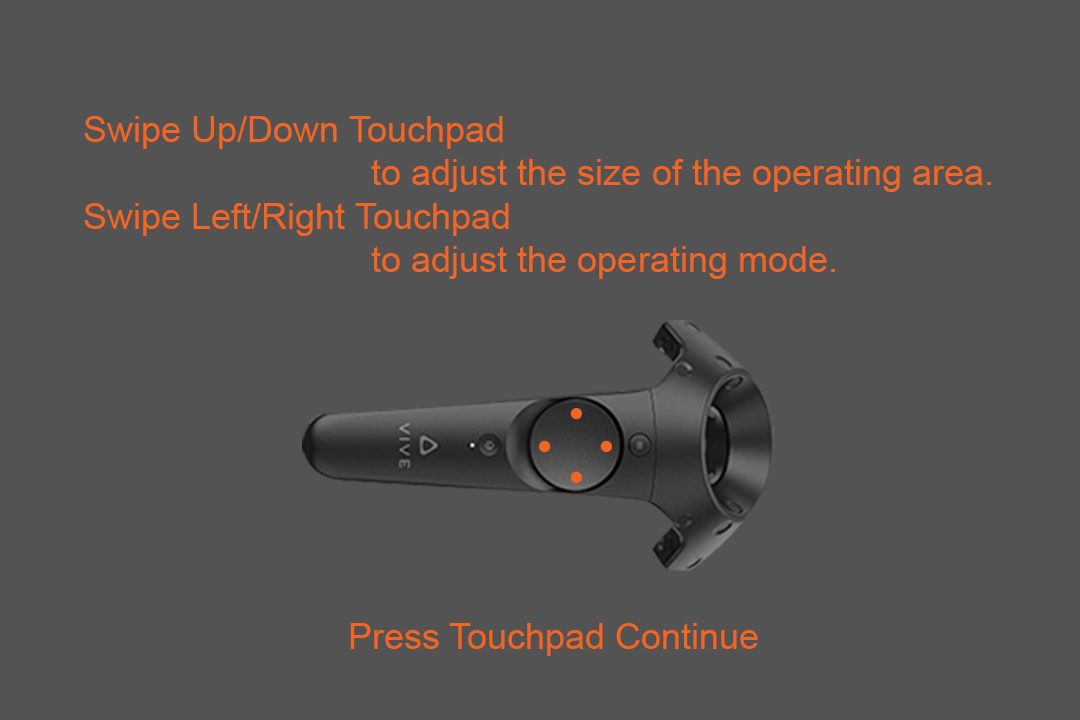 Swipe Up/Down Touchpad
to adjust the size of the operating area.
Swipe Left/Right Touchpad
to adjust the operating mode.
VIVE
Press Touchpad Continue